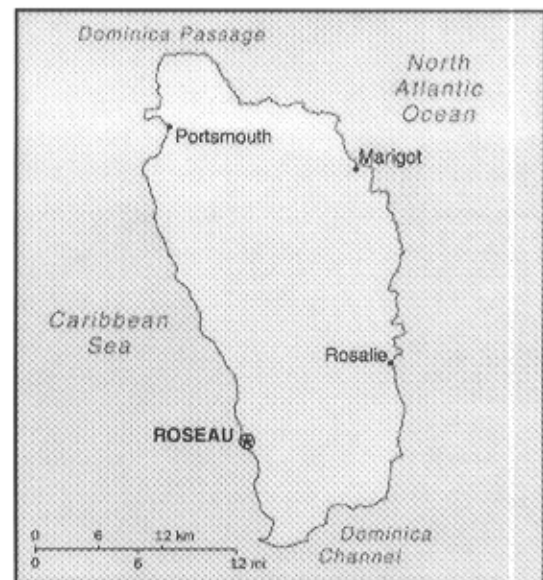 Dominica Passage
North
Atlantic
Ocean
Portsmouth
Marigot
Caribbean
Sea
Rosalie
ROSEAU
0 6 12 km
0 6 12 mi
Dominica
Channel